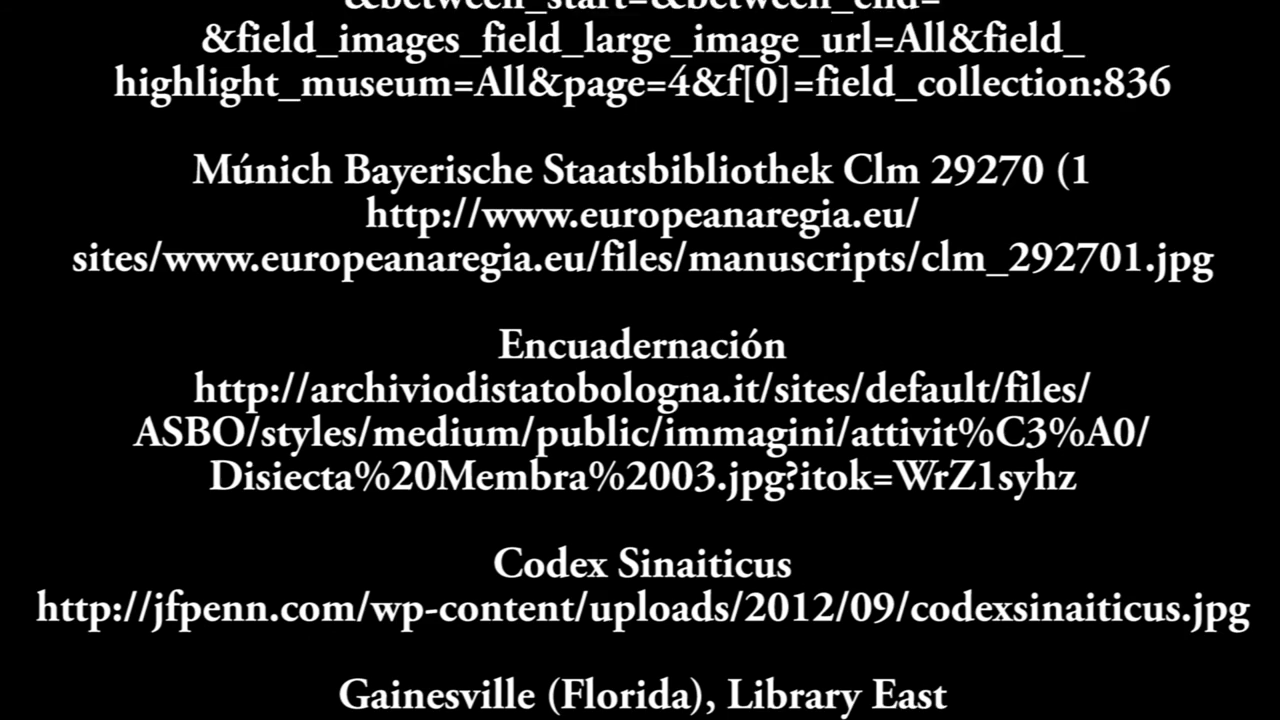 &between_start=&between_end=
&field_images_field_large_image_url=All&field_
highlight_museum=All&page=4&f[0]=field_collection:836
Múnich Bayerische Staatsbibliothek Clm 29270 (1
http://www.europeanaregia.eu/
sites/www.europeanaregia.eu/files/manuscripts/clm_292701.jpg
Encuadernación
http://archiviodistatobologna.it/sites/default/files/
ASBO/styles/medium/public/immagini/attivit%C3%A0/
Disiecta%20Membra%2003.jpg?itok=WrZ1syhz
Codex Sinaiticus
http://jfpenn.com/wp-content/uploads/2012/09/codexsinaiticus.jpg
Gainesville (Florida), Library East